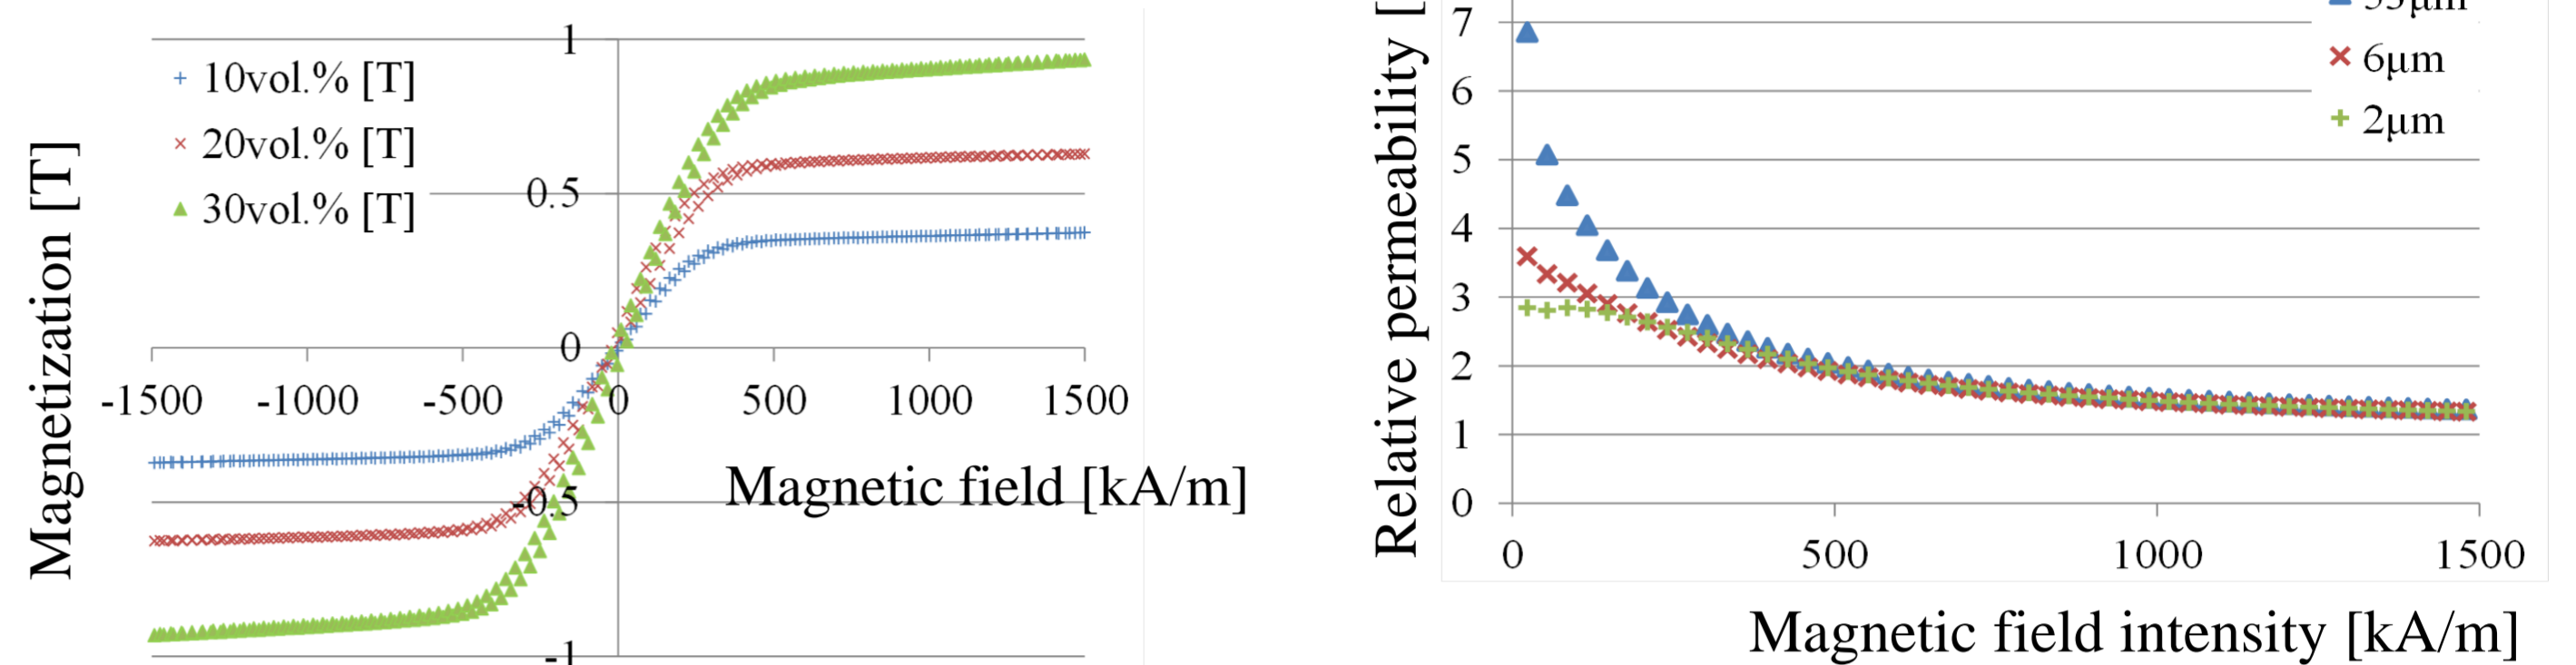 Magnetization [T]
1
0.5
0
-0.5
-1
10vol.% [T]
20vol.% [T]
30vol.% [T]
-1500 -1000 -500 0 500 1000 1500
Magnetic field [kA/m]
Relative permeability [
7
6
5
4
3
2
1
0
6μm
2μm
0 500 1000 1500
Magnetic field intensity [kA/m]